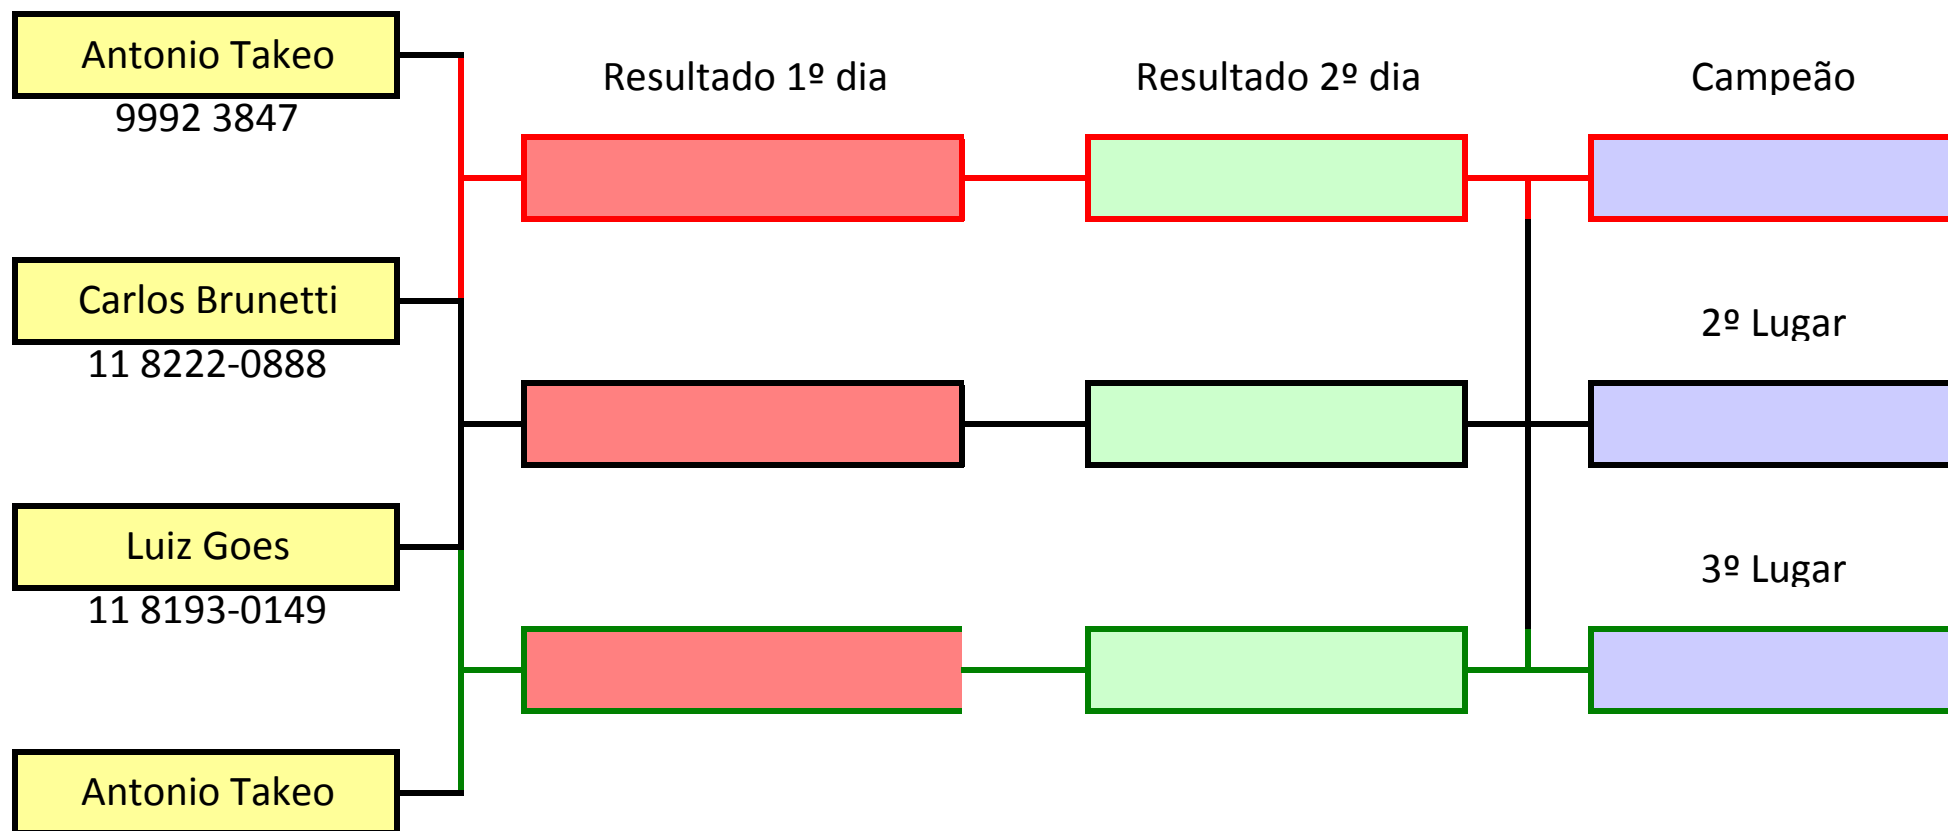 Antonio Takeo
9992 3847
Resultado 1º dia
Resultado 2º dia
Campeão
Carlos Brunetti
11 8222-0888
2º Lugar
Luiz Goes
11 8193-0149
3º Lugar
Antonio Takeo